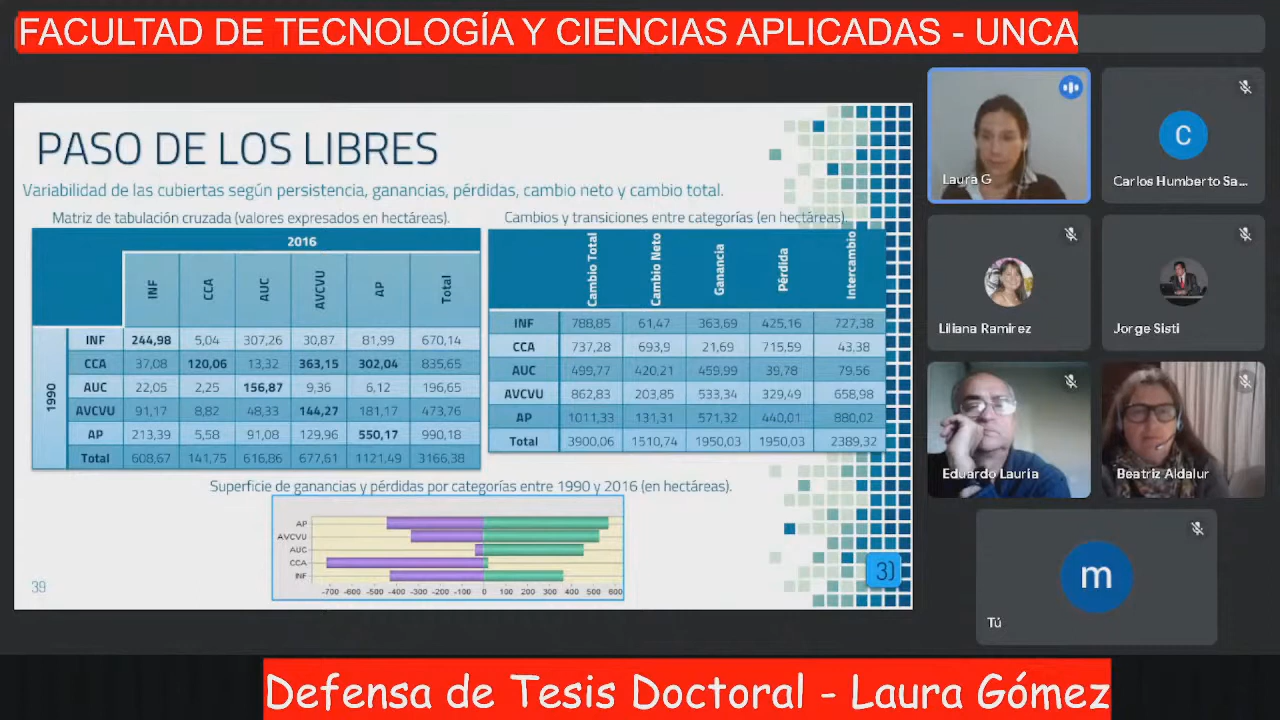 FACULTAD DE TECNOLOGÍA Y CIENCIAS APLICADAS - UNCA
PASO DE LOS LIBRES
Variabilidad de las cubiertas según persistencia, ganancias, pérdidas, cambio neto y cambio total.
Matriz de tabulación cruzada (valores expresados en hectáreas).
2016
INF CCA AUC AVCVU AP Total
1990
INF 244,98 5,04 307,26 30,87 81,99 670,14
CCA 37,08 120,06 13,32 363,15 302,04 835,65
AUC 22,05 2,25 156,87 9,36 6,12 196,65
AVCVU 91,17 8,82 48,33 144,27 181,17 473,76
AP 213,39 5,58 91,08 129,96 550,17 990,18
Total 608,67 141,75 616,86 677,61 1121,49 3166,38
Cambios y transiciones entre categorías (en hectáreas).
Cambio Total Cambio Neto Ganancia Pérdida Intercambio
INF 788,85 61,47 363,69 425,16 727,38
CCA 737,28 693,9 21,69 715,59 43,38
AUC 499,77 420,21 459,99 39,78 79,56
AVCVU 862,83 203,85 533,34 329,49 658,98
AP 1011,33 131,31 571,32 440,01 880,02
Total 3900,06 1510,74 1950,03 1950,03 2389,32
Superficie de ganancias y pérdidas por categorías entre 1990 y 2016 (en hectáreas).
AP
AVCVU
AUC
CCA
INF
-700 -600 -500 -400 -300 -200 -100 0 100 200 300 400 500 600
39
3)
Laura G
C
Carlos Humberto Sa...
Liliana Ramirez
Jorge Sisti
Eduardo Lauría
Beatriz Aldalur
m
Tú
Defensa de Tesis Doctoral - Laura Gómez